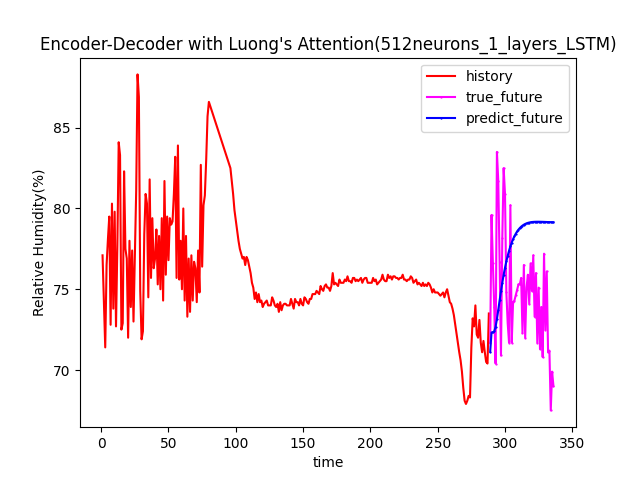 Encoder-Decoder with Luong's Attention(512neurons_1_layers_LSTM)
history
true_future
predict_future
Relative Humidity(%)
85
80
75
70
0 50 100 150 200 250 300 350
time